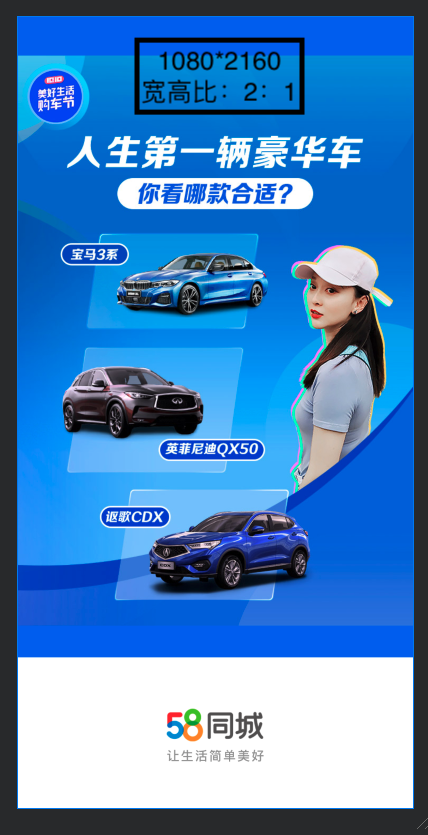 1080*2160
宽高比：2：1
1010
美好生活
购车节
人生第一辆豪华车
你看哪款合适？
宝马3系
英菲尼迪QX50
讴歌CDX
58同城
让生活简单美好